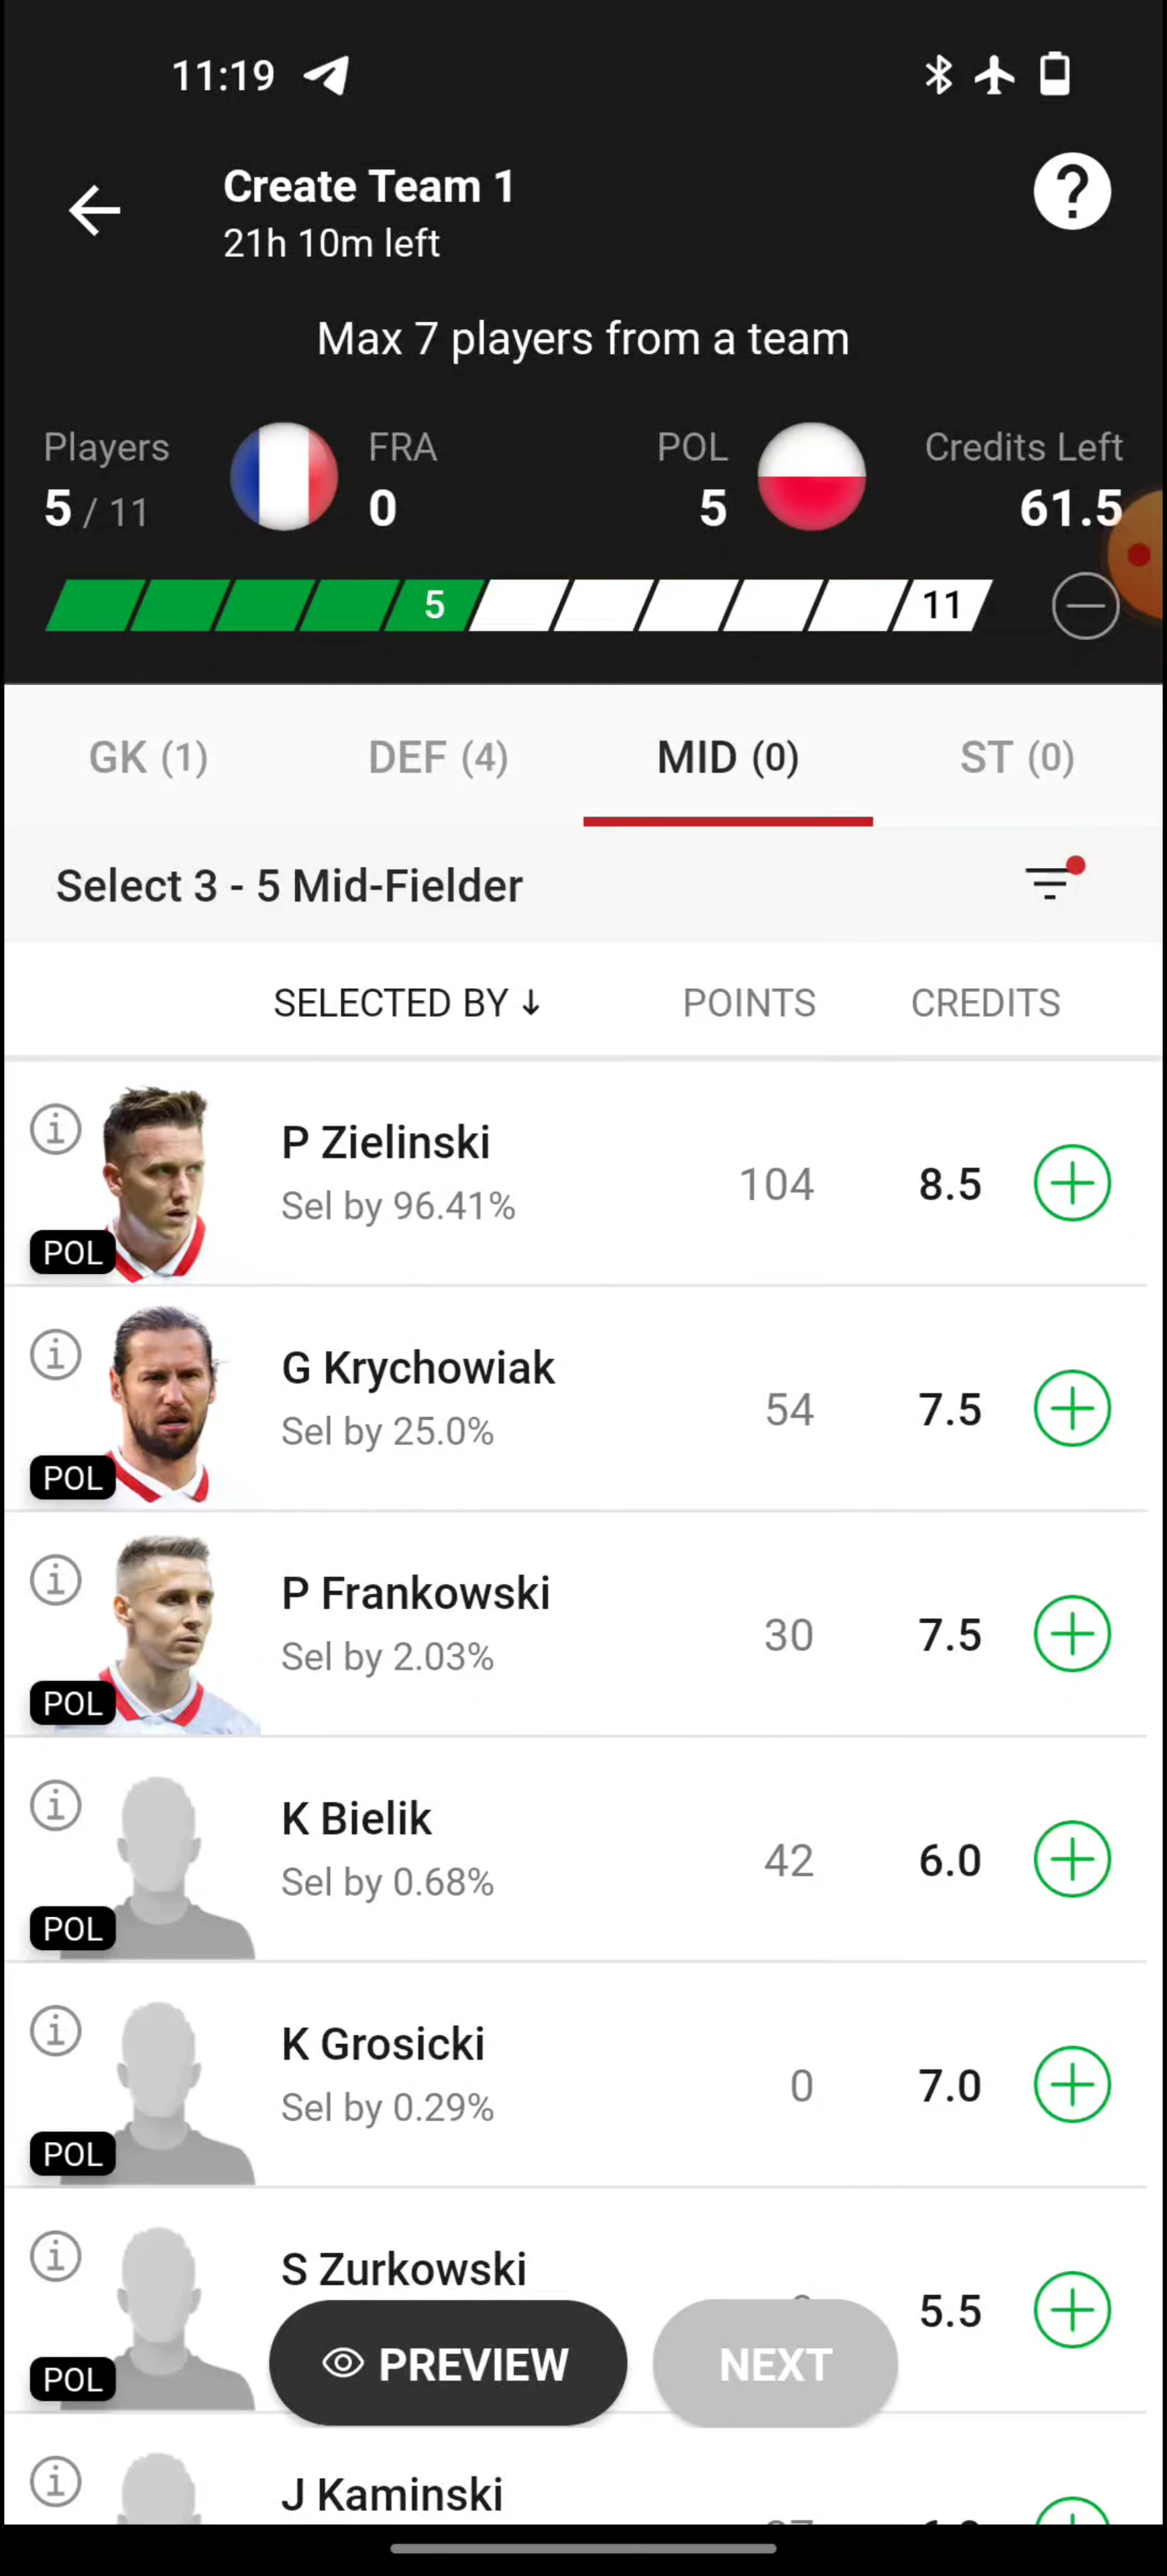 11:19
Create Team 1
21h 10m left
Max 7 players from a team
Players FRA POL Credits Left
5 / 11 0 5 61.5
5 11
GK (1) DEF (4) MID (0) ST (0)
Select 3 - 5 Mid-Fielder
SELECTED BY ↓ POINTS CREDITS
P Zielinski
Sel by 96.41% 104 8.5
POL
G Krychowiak
Sel by 25.0% 54 7.5
POL
P Frankowski
Sel by 2.03% 30 7.5
POL
K Bielik
Sel by 0.68% 42 6.0
POL
K Grosicki
Sel by 0.29% 0 7.0
POL
S Zurkowski
5.5
POL
PREVIEW NEXT
J Kaminski